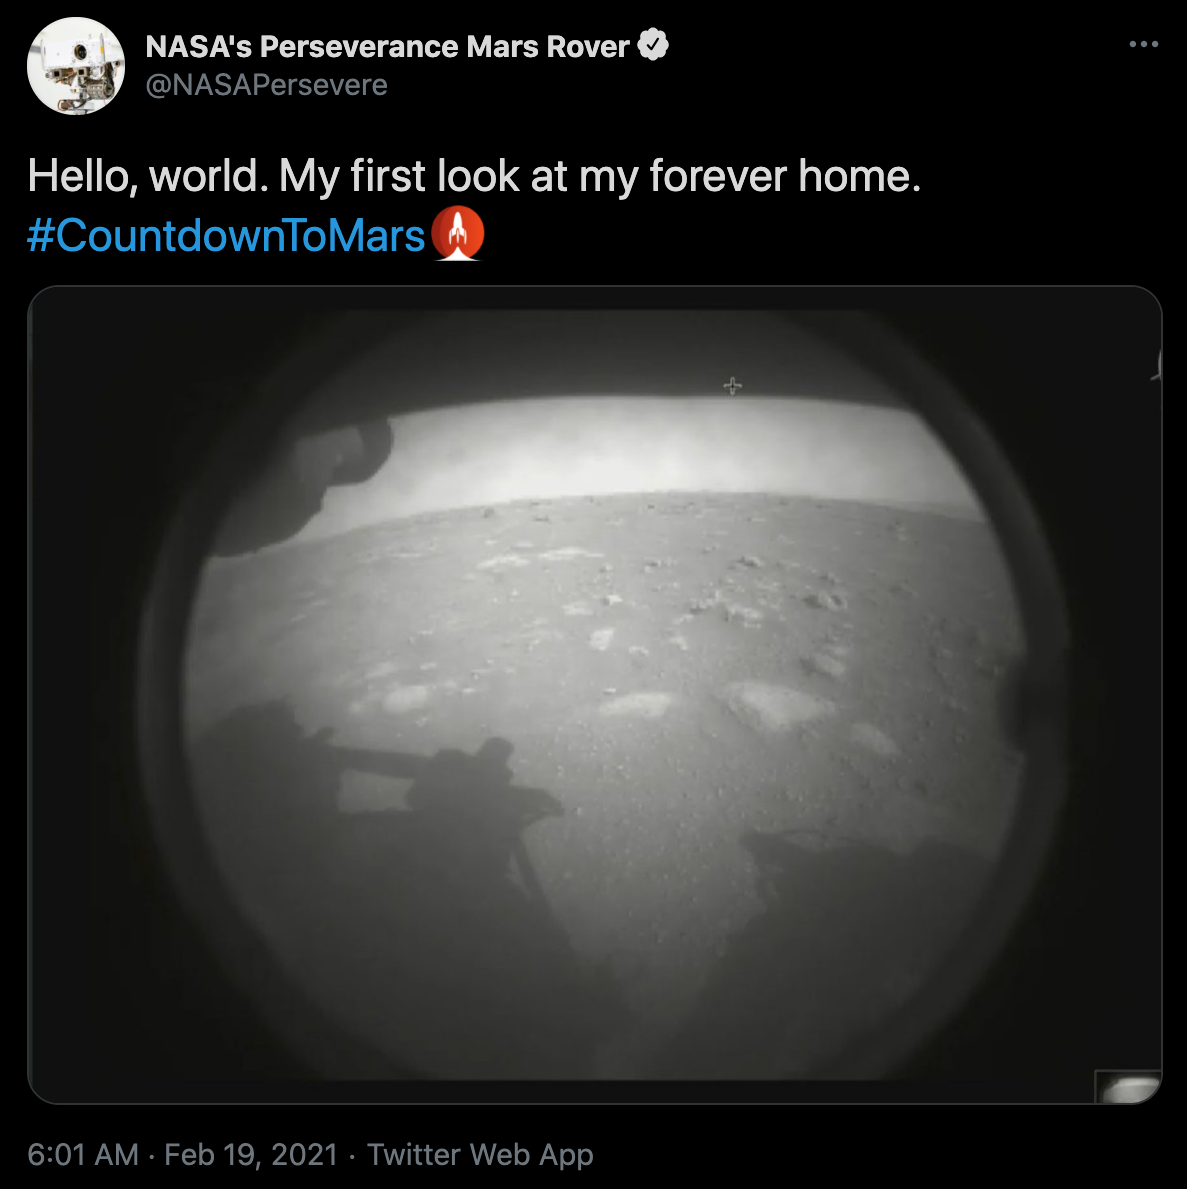 NASA's Perseverance Mars Rover
@NASAPersevere
Hello, world. My first look at my forever home.
#CountdownToMars
6:01 AM · Feb 19, 2021 · Twitter Web App